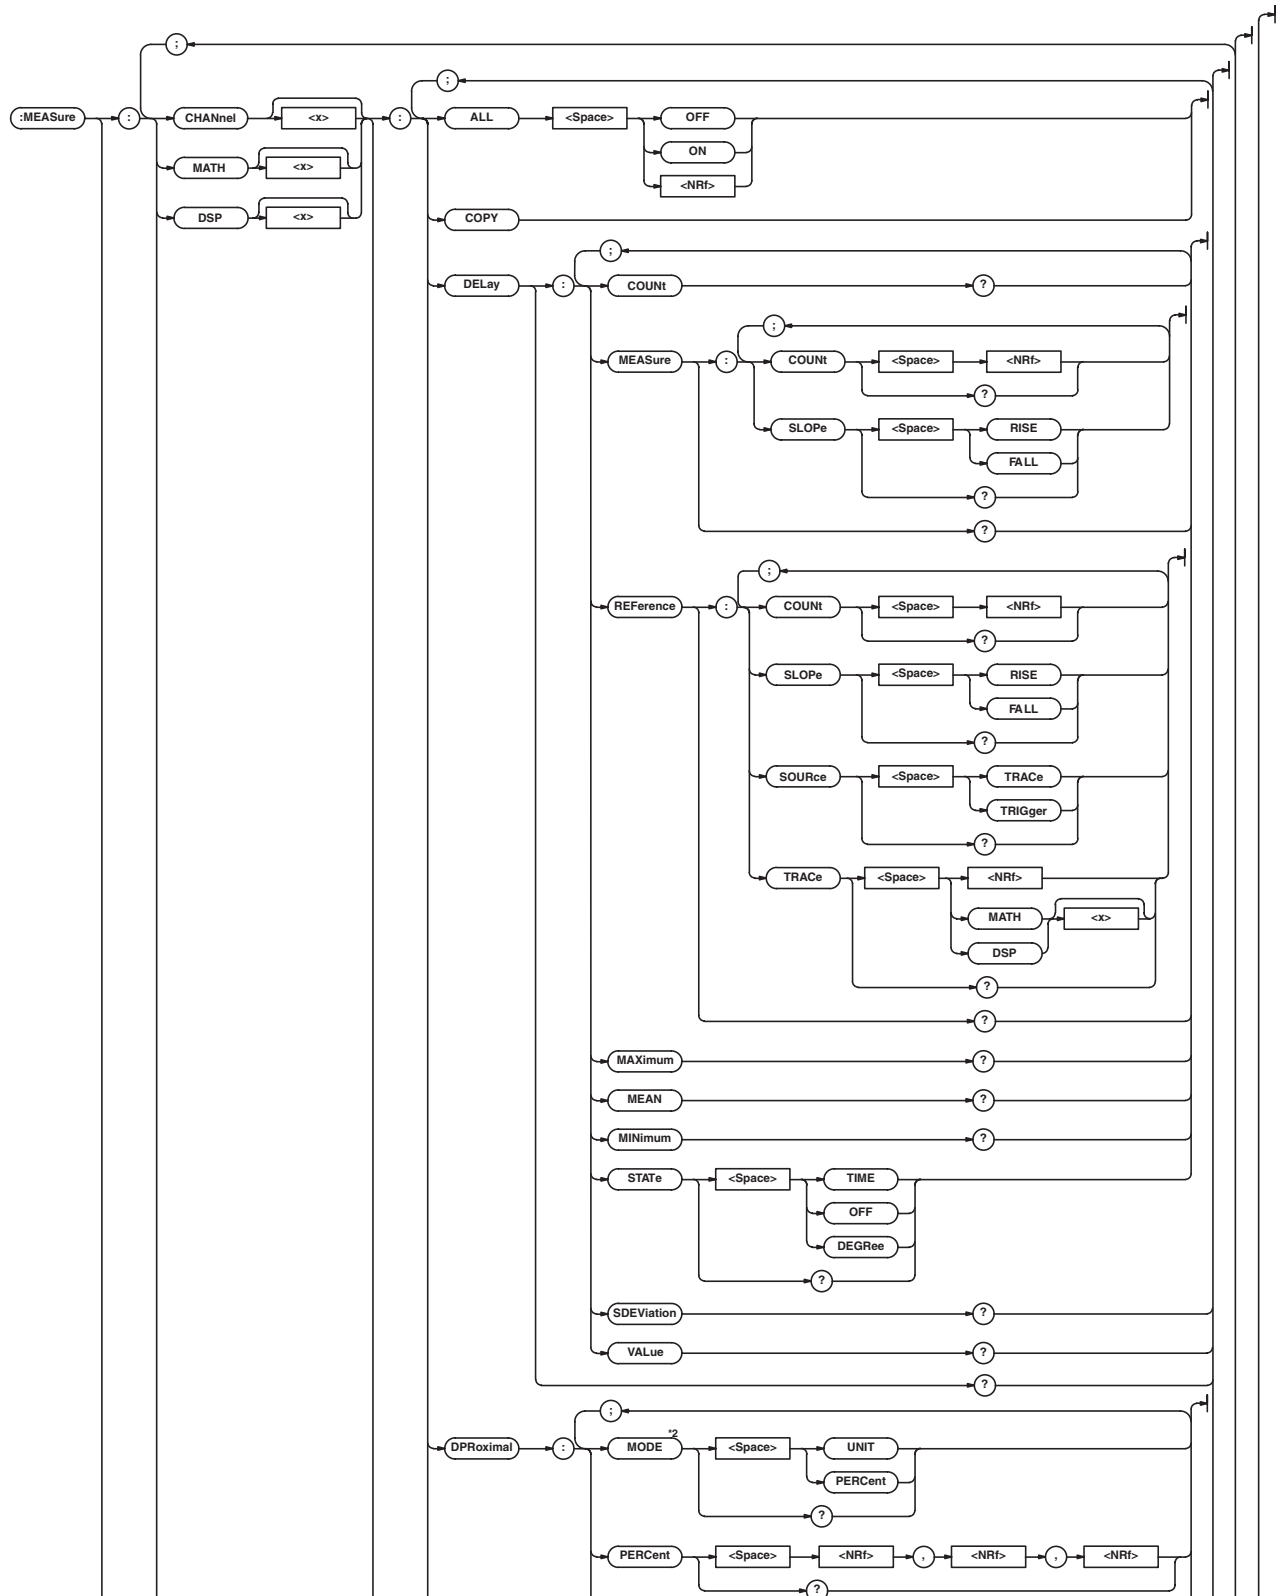 ;
;
:MEASure : CHANnel <x> : ALL <Space> OFF
ON
MATH <x>
<NRf>
DSP <x>
COPY
;
DELay : COUNt ?
;
MEASure : COUNt <Space> <NRf>
?
SLOPe <Space> RISE
FALL
?
?
;
REFerence : COUNt <Space> <NRf>
?
SLOPe <Space> RISE
FALL
?
SOURce <Space> TRACe
TRIGger
?
TRACe <Space> <NRf>
MATH <x>
DSP
?
?
MAXimum ?
MEAN ?
MINimum ?
STATe <Space> TIME
OFF
DEGRee
?
SDEViation ?
VALue ?
?
;
*2
DPRoximal : MODE <Space> UNIT
PERCent
?
PERCent <Space> <NRf> , <NRf> , <NRf>
?